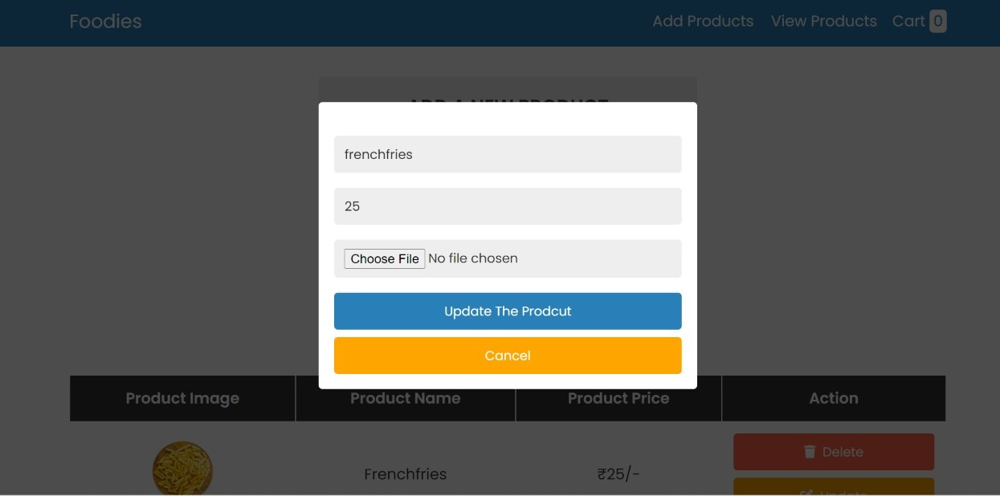 Foodies
Add Products View Products Cart 0
ADD A NEW PRODUCT
frenchfries
25
Choose File No file chosen
Update The Prodcut
Cancel
Product Image Product Name Product Price Action
Delete
Frenchfries ₹25/-
Update